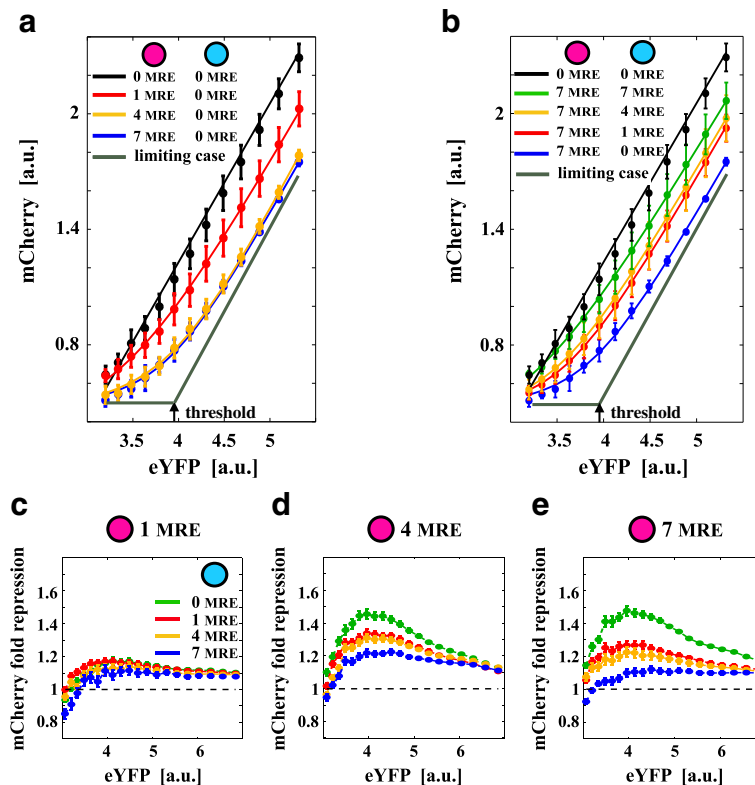 a
0 MRE 0 MRE
1 MRE 0 MRE
4 MRE 0 MRE
7 MRE 0 MRE
limiting case
2
1.4
0.8
mCherry [a.u.]
threshold
3.5 4 4.5 5
eYFP [a.u.]
b
0 MRE 0 MRE
7 MRE 7 MRE
7 MRE 4 MRE
7 MRE 1 MRE
7 MRE 0 MRE
limiting case
2
1.4
0.8
mCherry [a.u.]
threshold
3.5 4 4.5 5
eYFP [a.u.]
c
1 MRE
0 MRE
1 MRE
4 MRE
7 MRE
1.6
1.4
1.2
1
0.8
mCherry fold repression
4 5 6
eYFP [a.u.]
d
4 MRE
1.6
1.4
1.2
1
0.8
mCherry fold repression
4 5 6
eYFP [a.u.]
e
7 MRE
1.6
1.4
1.2
1
0.8
mCherry fold repression
4 5 6
eYFP [a.u.]